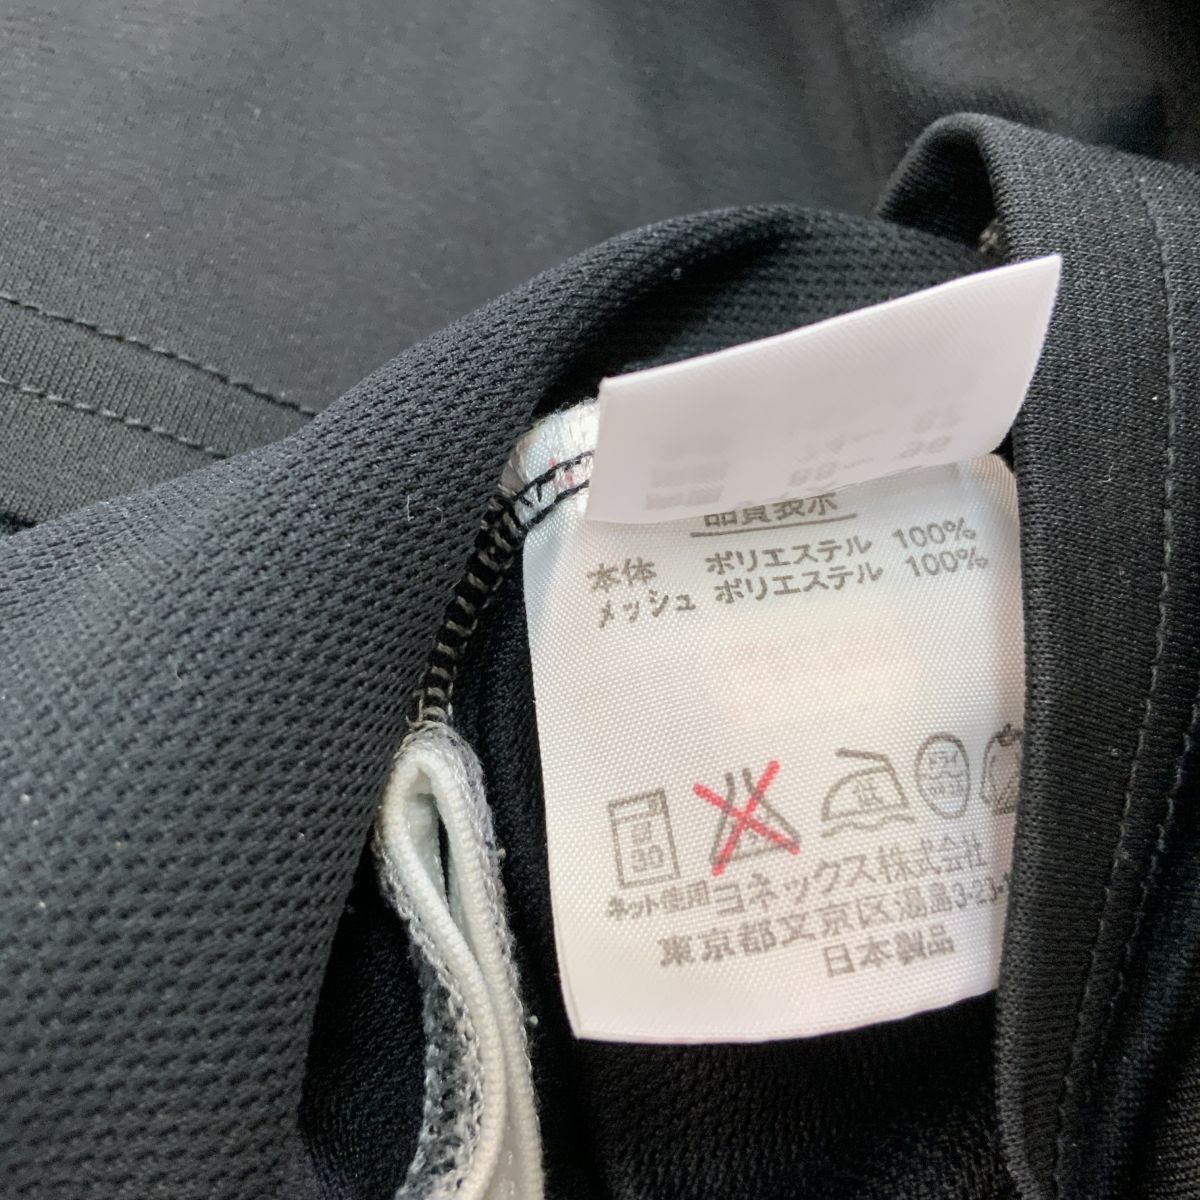 品質表示
本体 ポリエステル 100%
メッシュ ポリエステル 100%
ネット使用 ヨネックス株式会社
東京都文京区湯島3-23-
日本製品